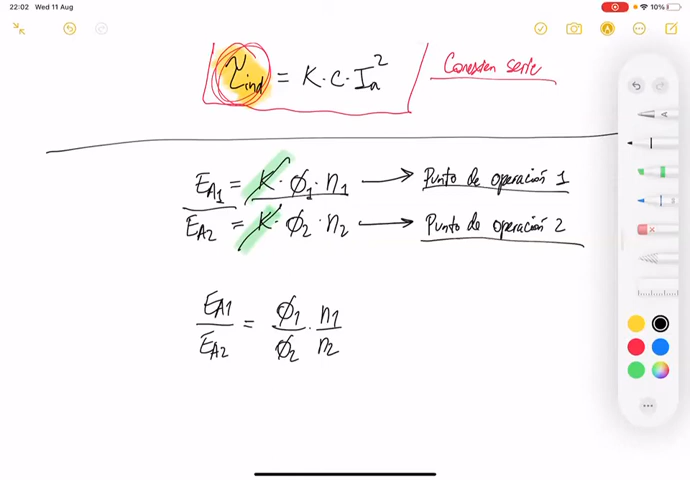 22:02 Wed 11 Aug
10%
τind = K·c·Ia² Conexión serie
EA1 = K·φ1·n1 → Punto de operación 1
EA2 = K·φ2·n2 → Punto de operación 2
EA1/EA2 = φ1/φ2 · n1/n2